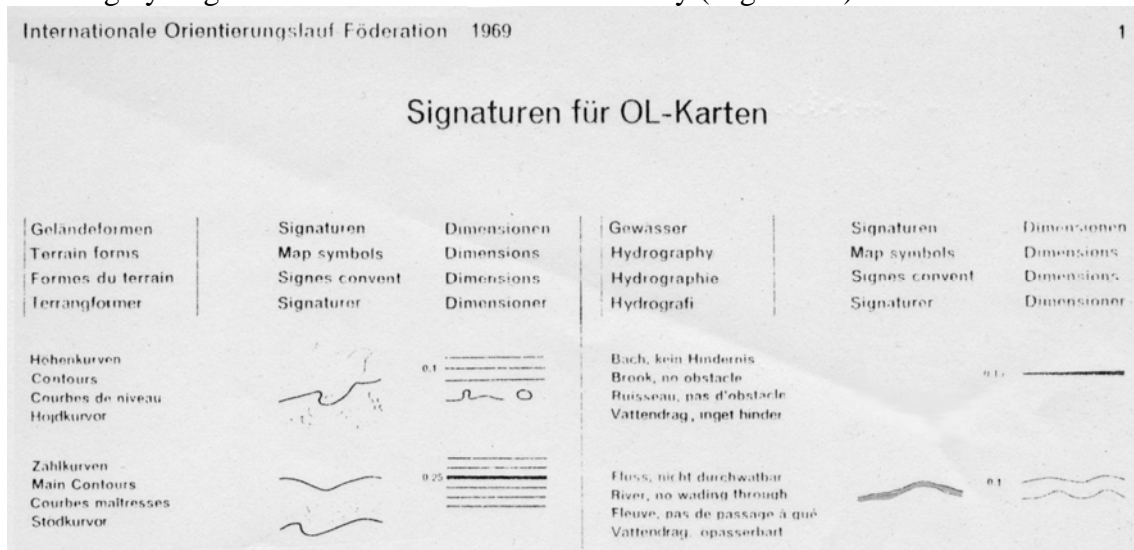 Internationale Orientierungslauf Föderation 1969 1
Signaturen für OL-Karten
Geländeformen Signaturen Dimensionen Gewässer Signaturen Dimensionen
Terrain forms Map symbols Dimensions Hydrography Map symbols Dimensions
Formes du terrain Signes convent Dimensions Hydrographie Signes convent Dimensions
Terrangformer Signaturer Dimensioner Hydrografi Signaturer Dimensioner
Höhenkurven
Contours
Courbes de niveau
Hojdkurvor
0.1
Bach, kein Hindernis
Brook, no obstacle
Ruisseau, pas d'obstacle
Vattendrag, inget hinder
Zählkurven
Main Contours
Courbes maîtresses
Stodkurvor
0.25
Fluss, nicht durchwatbar
River, no wading through
Fleuve, pas de passage à gué
Vattendrag, opasserbart
0.1